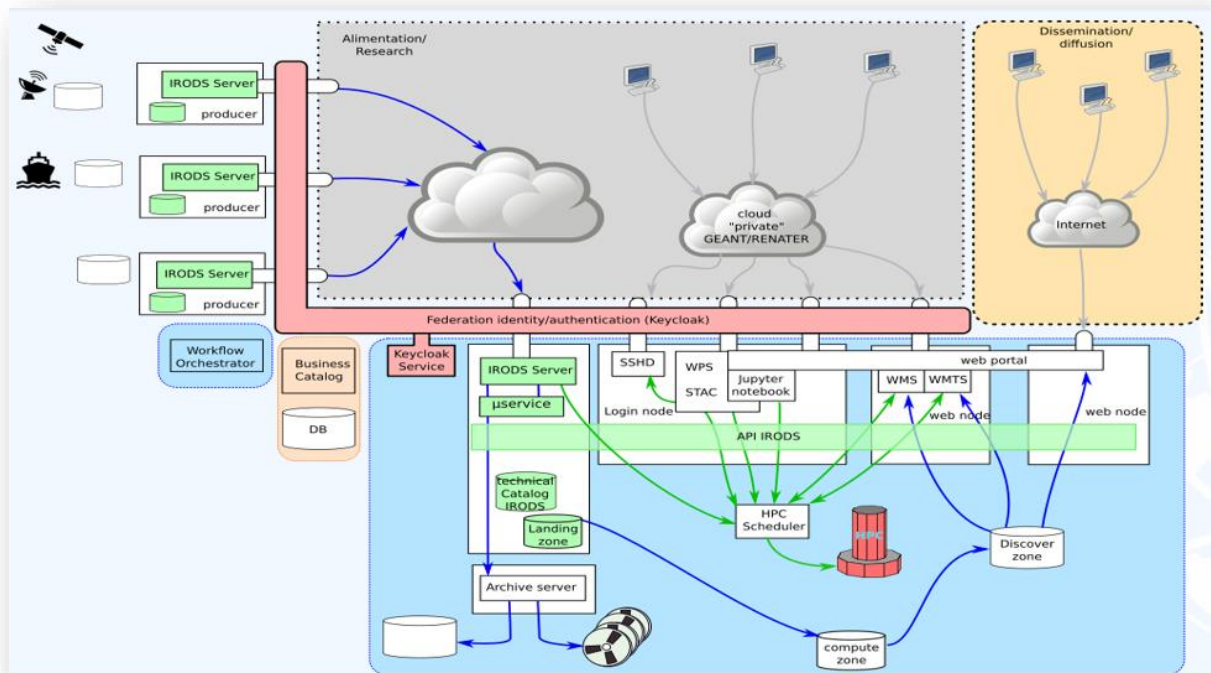 Alimentation/
Research
Dissemination/
diffusion
IRODS Server
producer
IRODS Server
producer
IRODS Server
producer
cloud
"private"
GEANT/RENATER
Internet
Federation identity/authentication (Keycloak)
Workflow
Orchestrator
Business
Catalog
DB
Keycloak
Service
IRODS Server
µservice
SSHD
Login node
WPS
STAC
Jupyter
notebook
web portal
WMS
WMTS
web node
web node
API IRODS
technical
Catalog
IRODS
Landing
zone
HPC
Scheduler
HPC
Discover
zone
Archive server
compute
zone